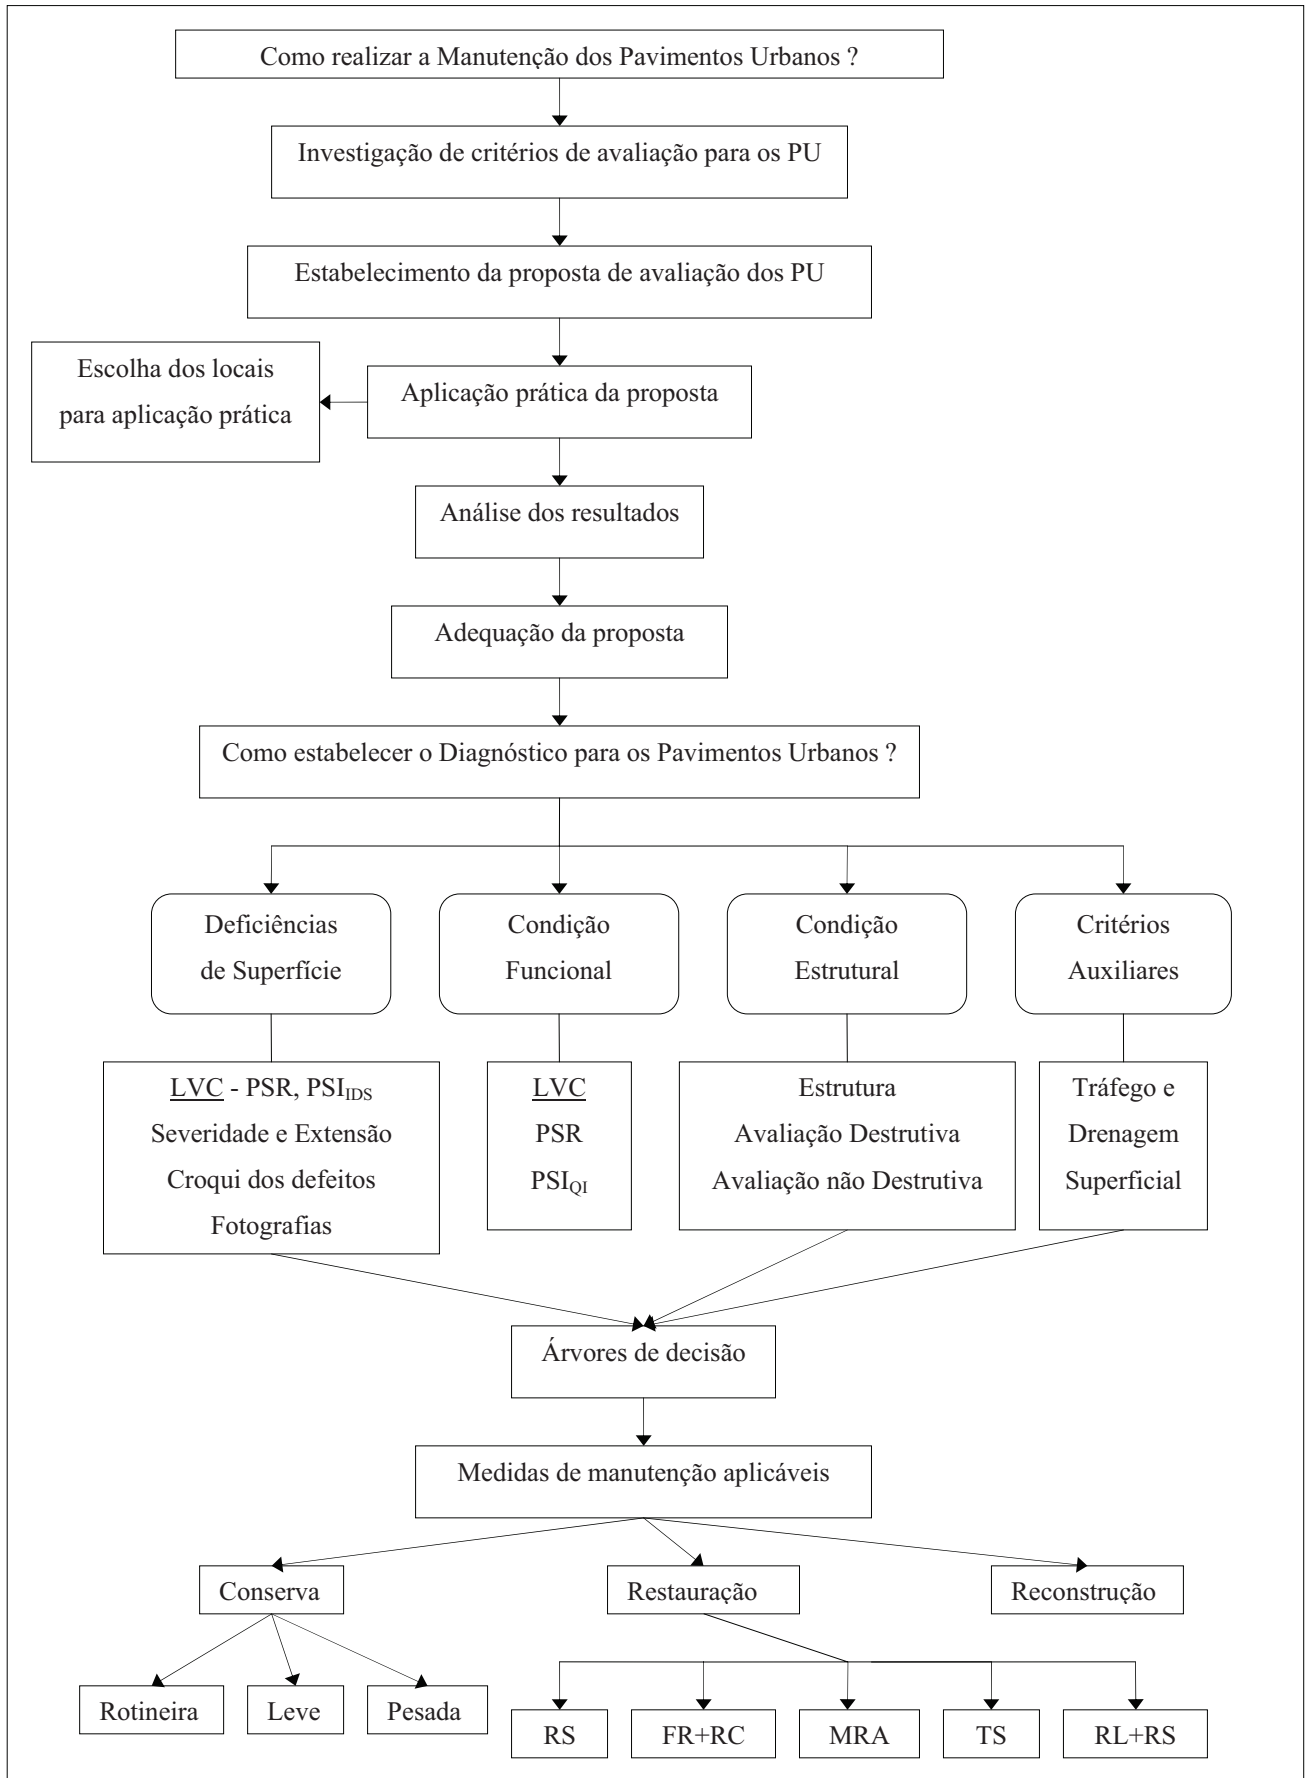 Como realizar a Manutenção dos Pavimentos Urbanos ?
Investigação de critérios de avaliação para os PU
Estabelecimento da proposta de avaliação dos PU
Escolha dos locais
para aplicação prática
Aplicação prática da proposta
Análise dos resultados
Adequação da proposta
Como estabelecer o Diagnóstico para os Pavimentos Urbanos ?
Deficiências
de Superfície
Condição
Funcional
Condição
Estrutural
Critérios
Auxiliares
LVC - PSR, PSI_IDS
Severidade e Extensão
Croqui dos defeitos
Fotografias
LVC
PSR
PSI_QI
Estrutura
Avaliação Destrutiva
Avaliação não Destrutiva
Tráfego e
Drenagem
Superficial
Árvores de decisão
Medidas de manutenção aplicáveis
Conserva
Restauração
Reconstrução
Rotineira
Leve
Pesada
RS
FR+RC
MRA
TS
RL+RS